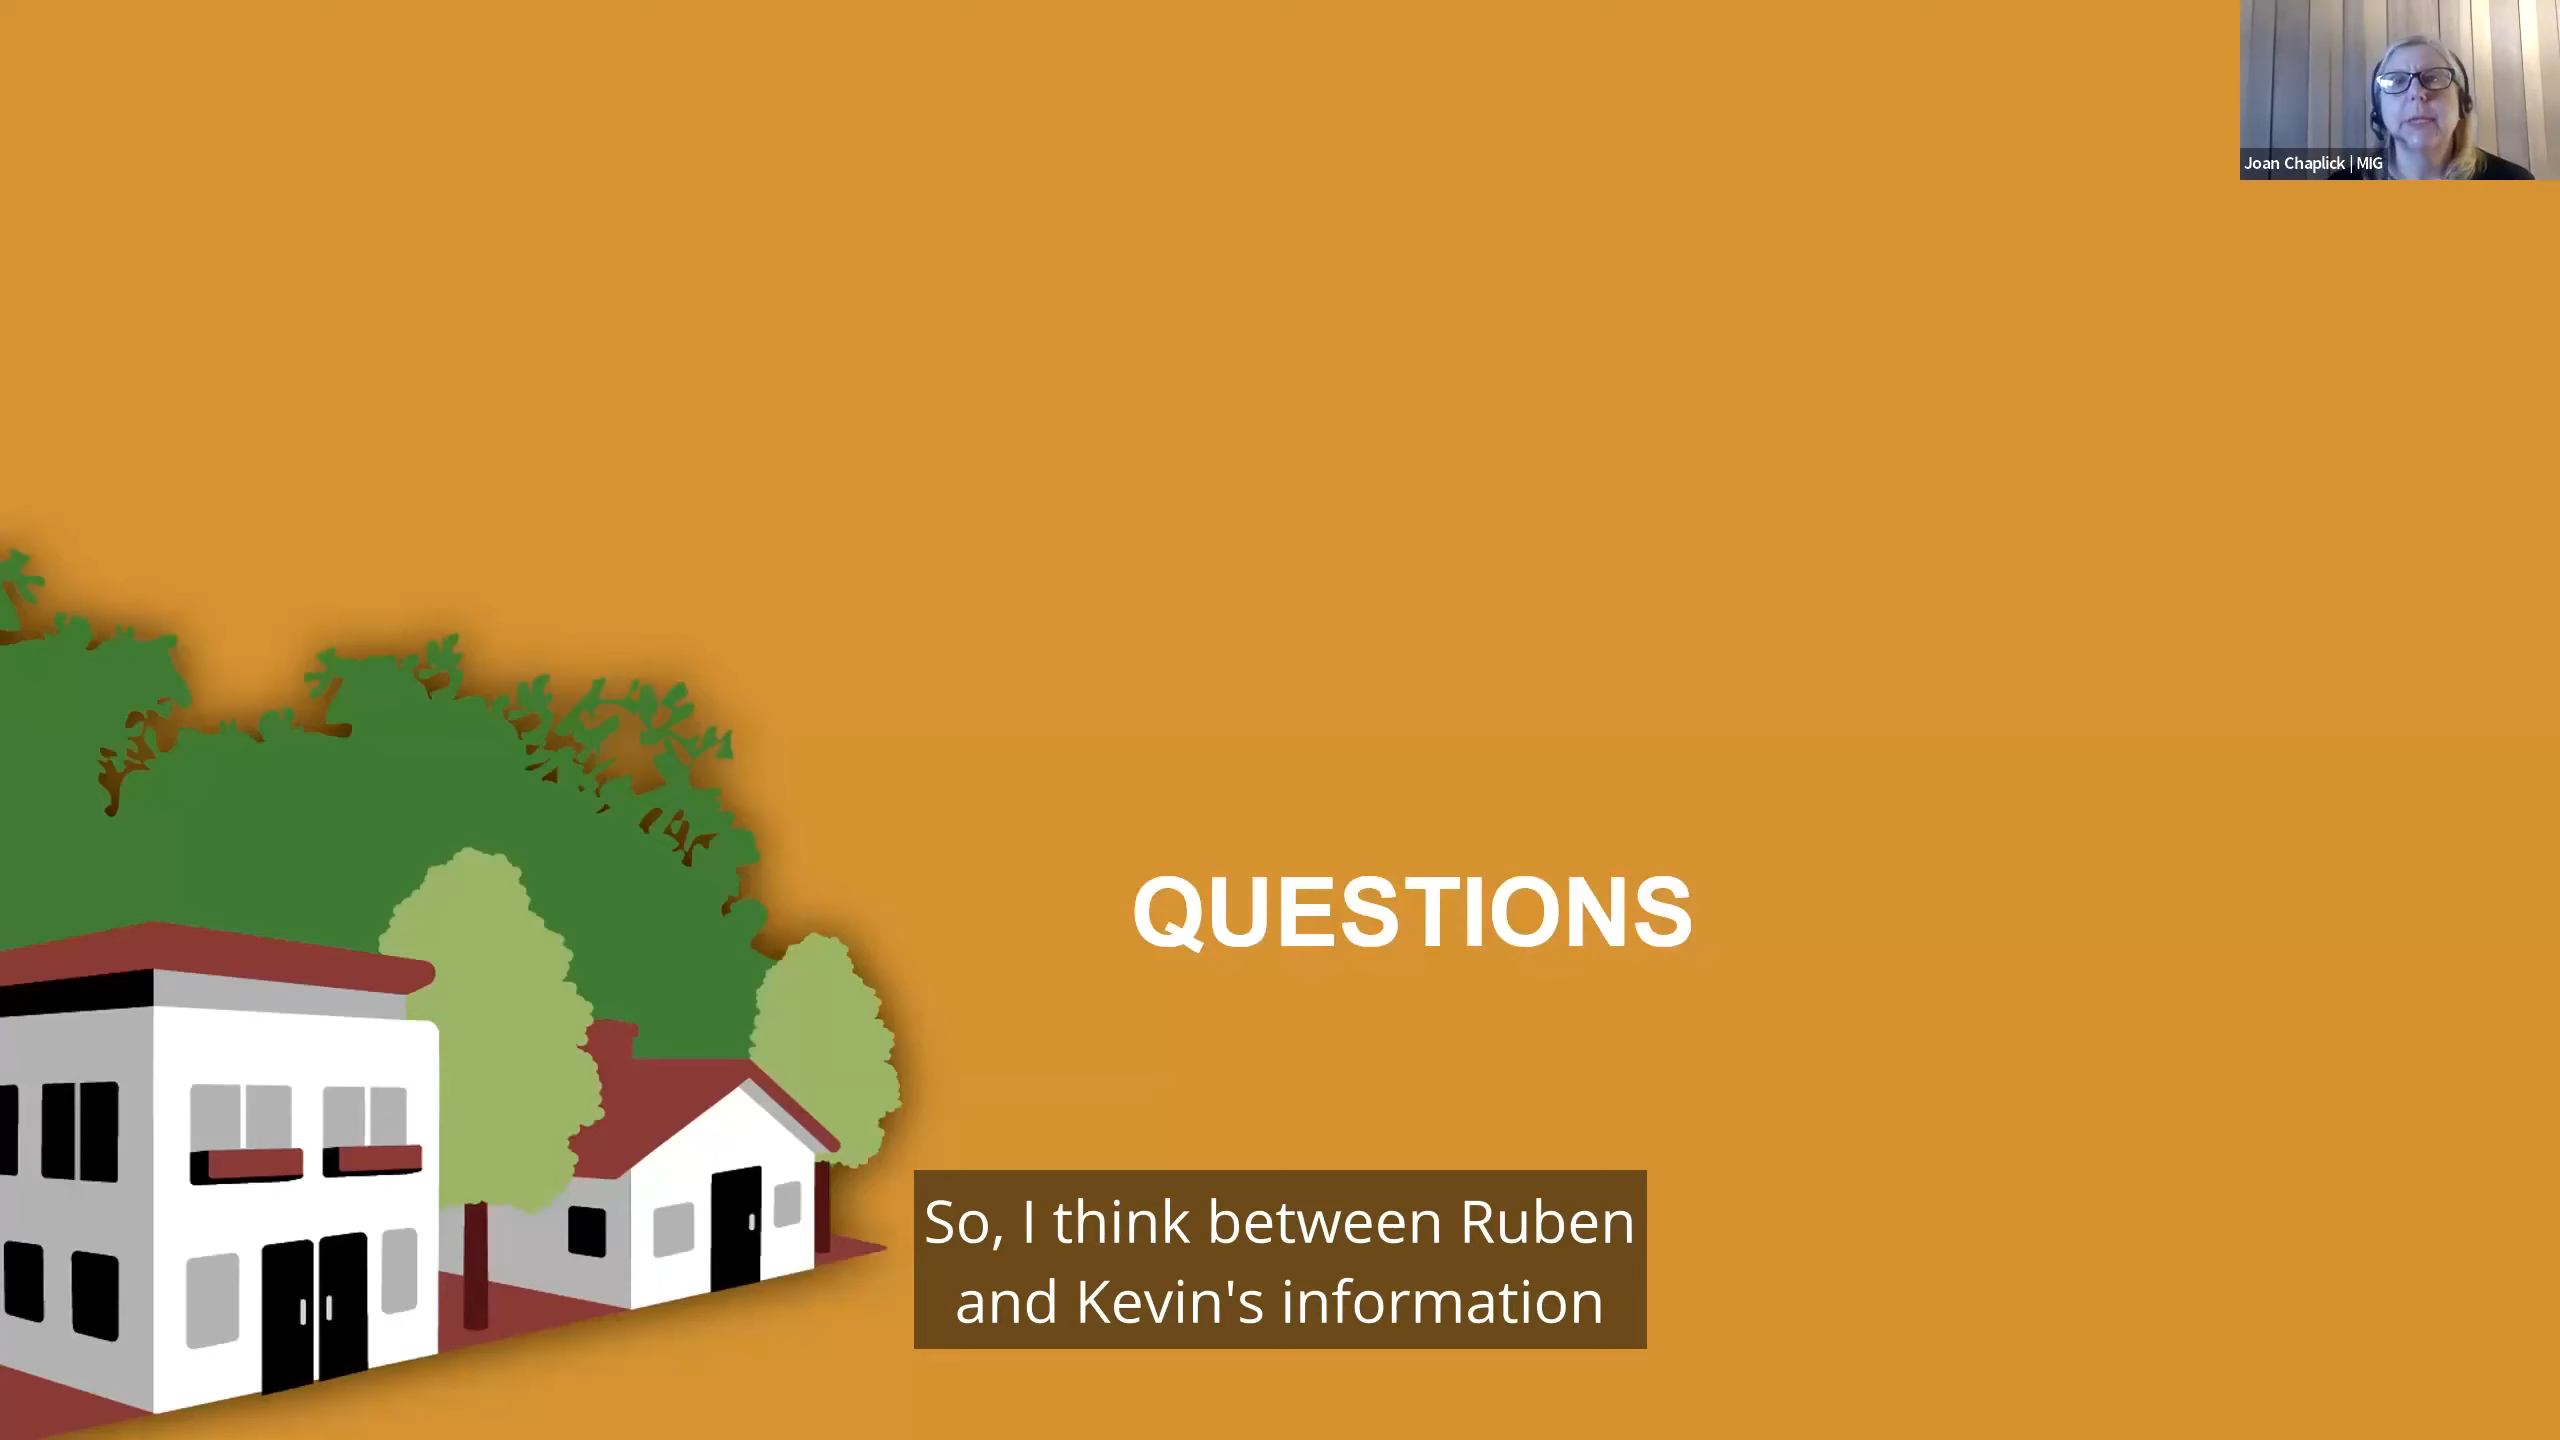 Joan Chaplick | MIG
QUESTIONS
So, I think between Ruben
and Kevin's information